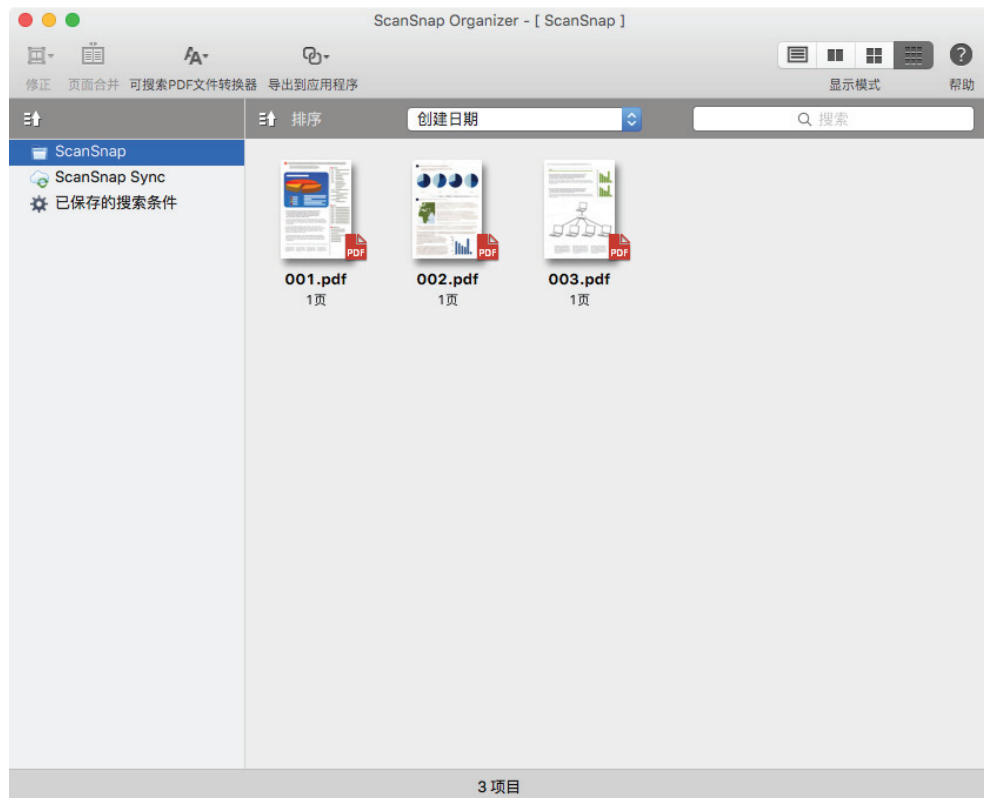 ScanSnap Organizer - [ ScanSnap ]
修正 页面合并 可搜索PDF文件转换器 导出到应用程序 显示模式 帮助
排序 创建日期 搜索
ScanSnap
ScanSnap Sync
已保存的搜索条件
PDF PDF PDF
001.pdf 002.pdf 003.pdf
1页 1页 1页
3 项目